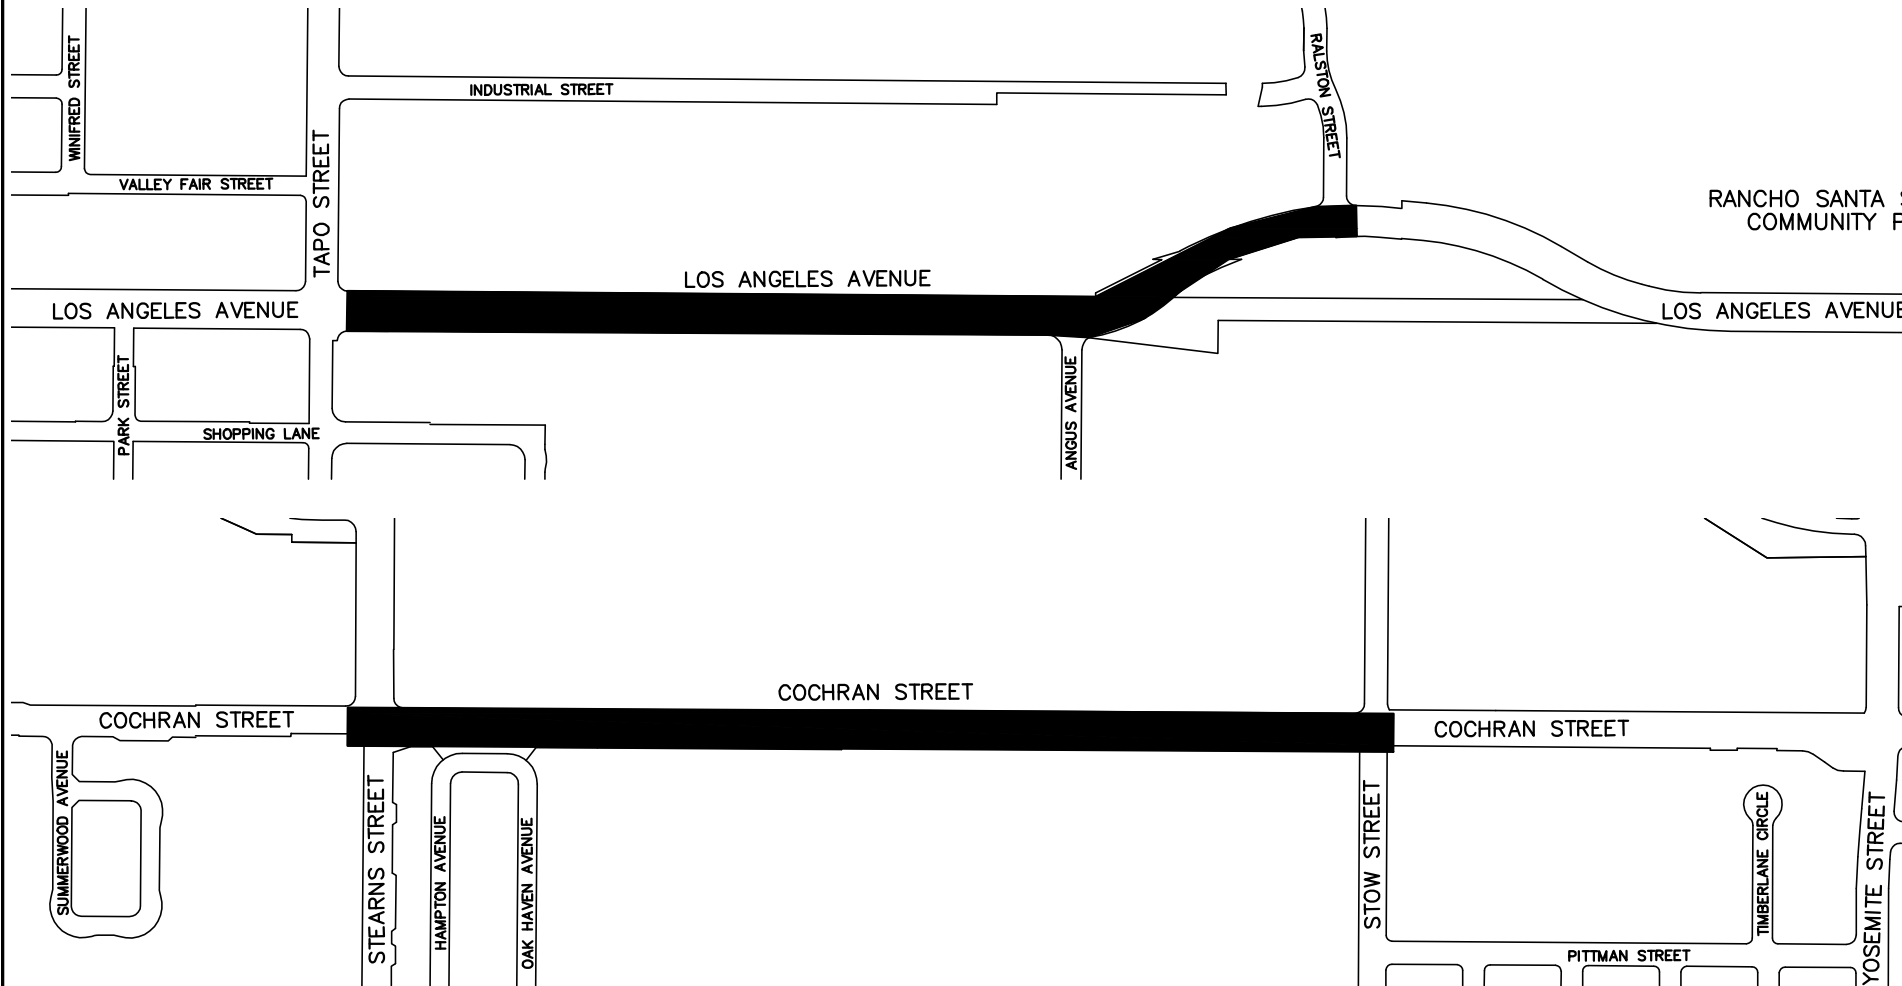 WINIFRED STREET
INDUSTRIAL STREET
RALSTON STREET
VALLEY FAIR STREET
TAPO STREET
RANCHO SANTA
COMMUNITY
LOS ANGELES AVENUE
LOS ANGELES AVENUE
LOS ANGELES AVENUE
PARK STREET
ANGUS AVENUE
SHOPPING LANE
COCHRAN STREET
COCHRAN STREET
COCHRAN STREET
SUMMERWOOD AVENUE
STEARNS STREET
HAMPTON AVENUE
OAK HAVEN AVENUE
STOW STREET
TIMBERLANE CIRCLE
YOSEMITE STREET
PITTMAN STREET